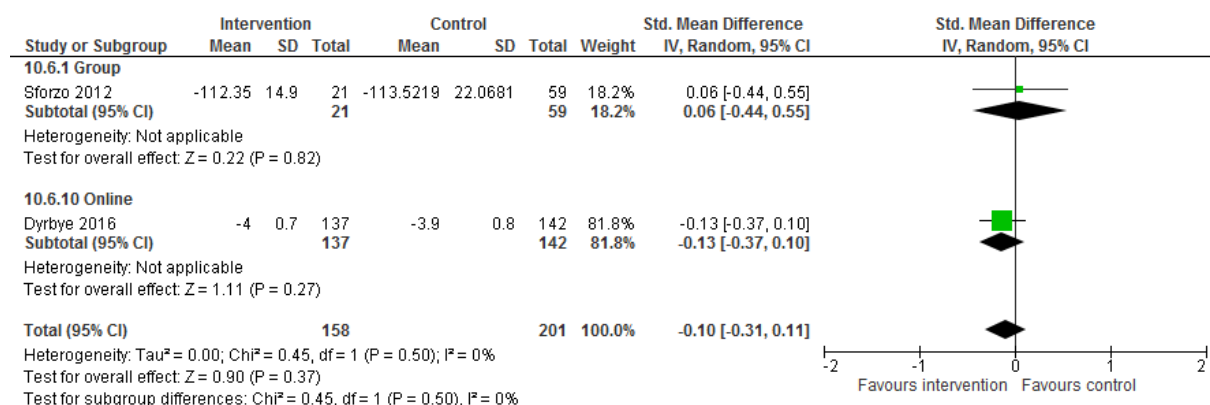 Intervention Control Std. Mean Difference Std. Mean Difference
Study or Subgroup Mean SD Total Mean SD Total Weight IV, Random, 95% CI IV, Random, 95% CI
10.6.1 Group
Sforzo 2012 -112.35 14.9 21 -113.5219 22.0681 59 18.2% 0.06 [-0.44, 0.55]
Subtotal (95% CI) 21 59 18.2% 0.06 [-0.44, 0.55]
Heterogeneity: Not applicable
Test for overall effect: Z = 0.22 (P = 0.82)
10.6.10 Online
Dyrbye 2016 -4 0.7 137 -3.9 0.8 142 81.8% -0.13 [-0.37, 0.10]
Subtotal (95% CI) 137 142 81.8% -0.13 [-0.37, 0.10]
Heterogeneity: Not applicable
Test for overall effect: Z = 1.11 (P = 0.27)
Total (95% CI) 158 201 100.0% -0.10 [-0.31, 0.11]
Heterogeneity: Tau² = 0.00; Chi² = 0.45, df = 1 (P = 0.50); I² = 0%
Test for overall effect: Z = 0.90 (P = 0.37)
Test for subgroup differences: Chi² = 0.45, df = 1 (P = 0.50), I² = 0%
-2 -1 0 1 2
Favours intervention Favours control